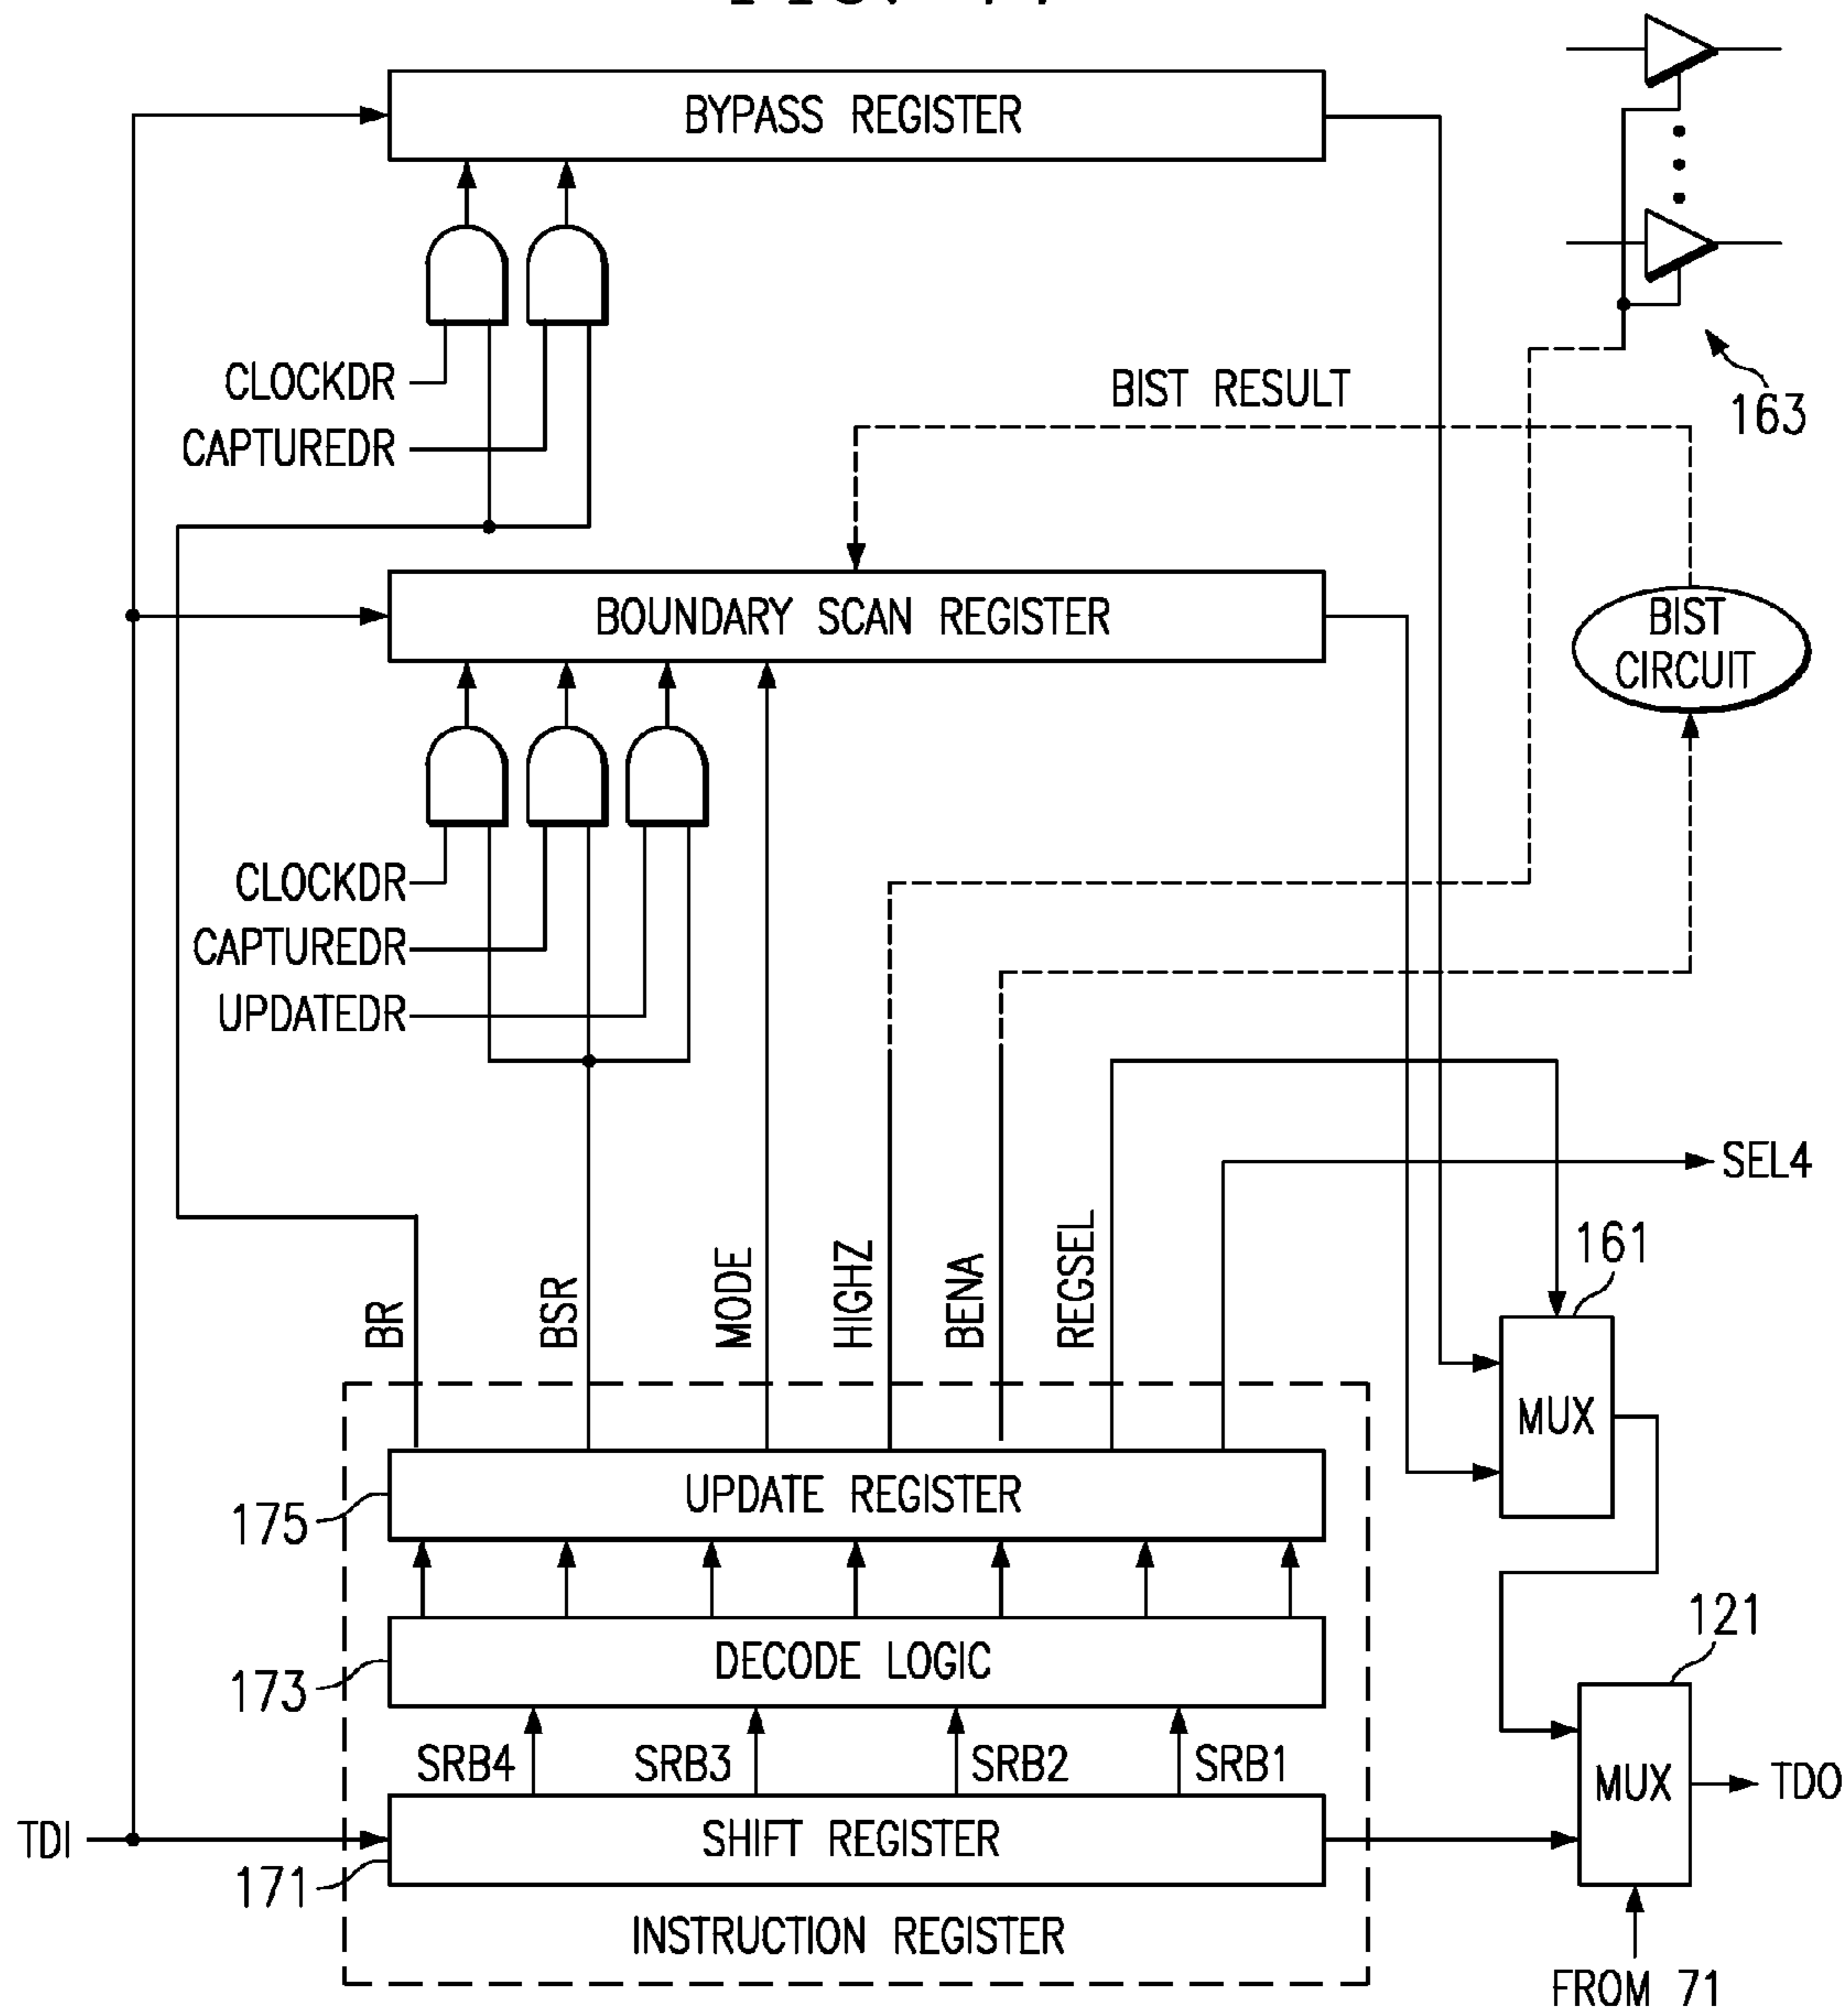 BYPASS REGISTER
CLOCKDR
CAPTUREDR
BIST RESULT
163
BOUNDARY SCAN REGISTER
BIST
CIRCUIT
CLOCKDR
CAPTUREDR
UPDATEDR
SEL4
BR
BSR
MODE
HIGHZ
BENA
REGSEL
161
MUX
UPDATE REGISTER
175
121
DECODE LOGIC
173
SRB4
SRB3
SRB2
SRB1
MUX
TDO
TDI
SHIFT REGISTER
171
INSTRUCTION REGISTER
FROM 71